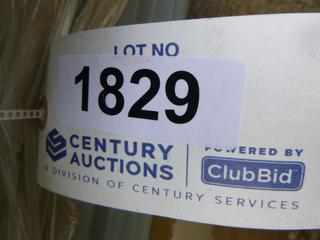 LOT NO
1829
CENTURY
AUCTIONS
POWERED BY
ClubBid
A DIVISION OF CENTURY SERVICES